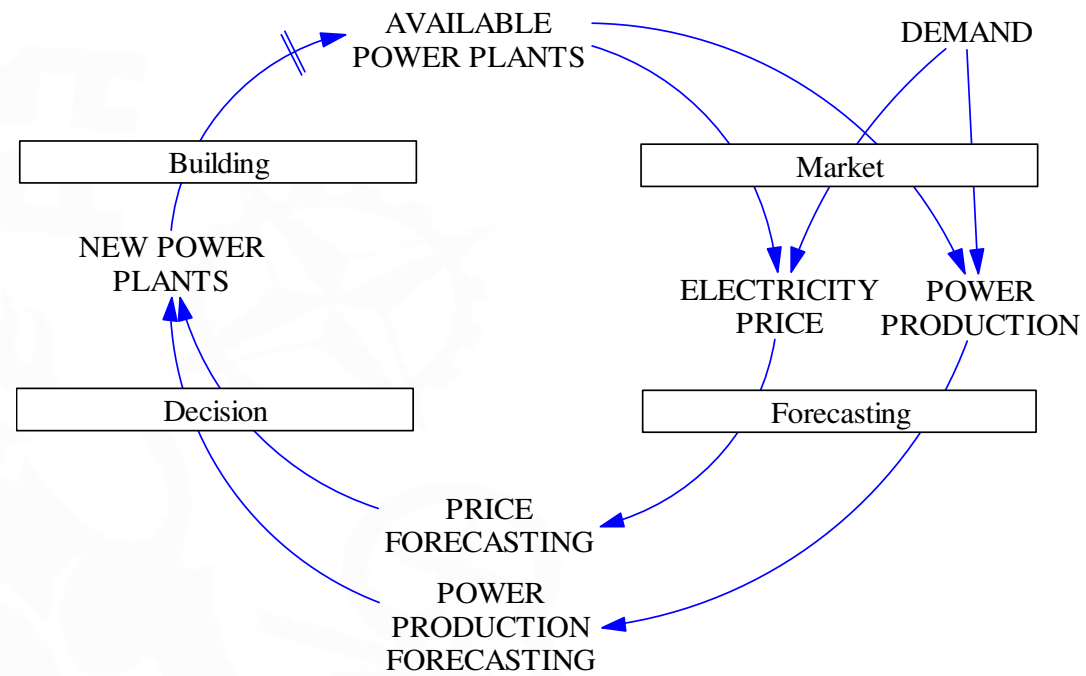 AVAILABLE
POWER PLANTS
DEMAND
Building
Market
NEW POWER
PLANTS
ELECTRICITY
PRICE
POWER
PRODUCTION
Decision
Forecasting
PRICE
FORECASTING
POWER
PRODUCTION
FORECASTING